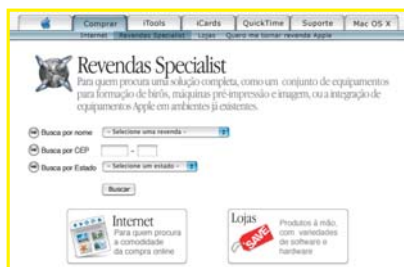 Comprar iTools iCards QuickTime Suporte Mac OS X
Internet Revendas Specialist Lojas Quero me tornar revenda Apple
Revendas Specialist
Para quem procura uma solução completa, como um conjunto de equipamentos
para formação de birôs, máquinas pré-impressão e imagem, ou a integração de
equipamentos Apple em ambientes já existentes.
Busca por nome - Selecione uma revenda -
Busca por CEP -
Busca por Estado - Selecione um estado -
Buscar
Internet
Para quem procura
a comodidade
da compra online
Lojas
SAVE
Produtos à mão,
com variedades
de software e
hardware